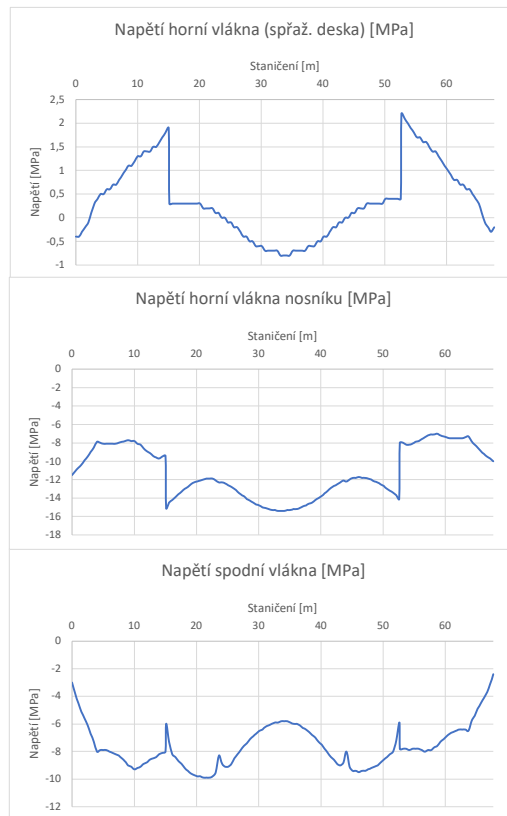 Napětí horní vlákna (spřaž. deska) [MPa]
Staničení [m]
0 10 20 30 40 50 60
2,5
2
1,5
1
0,5
0
-0,5
-1
Napětí [MPa]
Napětí horní vlákna nosníku [MPa]
Staničení [m]
0 10 20 30 40 50 60
0
-2
-4
-6
-8
-10
-12
-14
-16
-18
Napětí [MPa]
Napětí spodní vlákna [MPa]
Staničení [m]
0 10 20 30 40 50 60
0
-2
-4
-6
-8
-10
-12
Napětí [MPa]